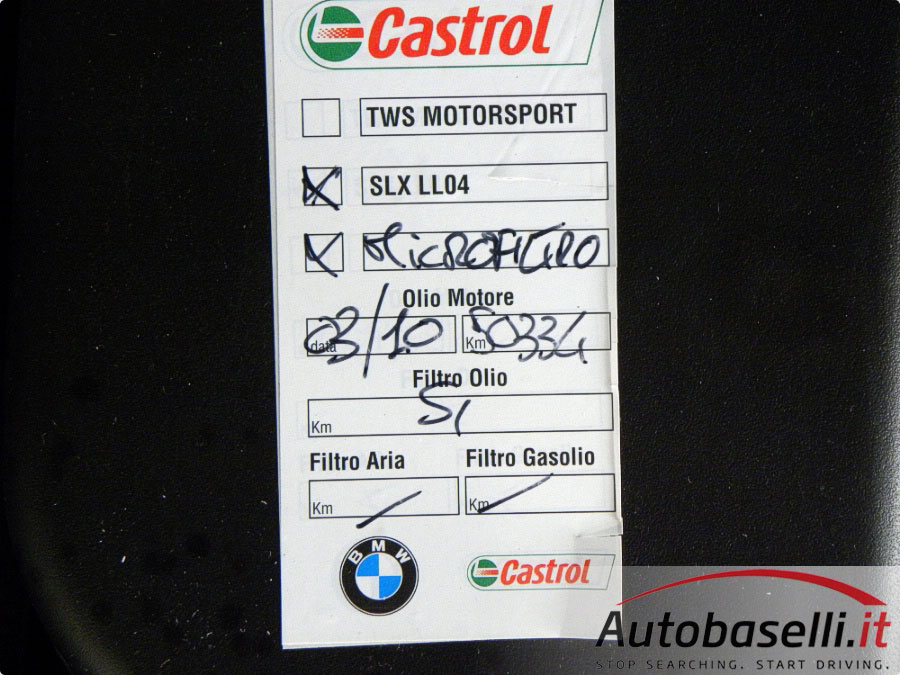 Castrol
TWS MOTORSPORT
SLX LL04
MICROFILTRO
Olio Motore
data 03/10 Km 50334
Filtro Olio
Km SI
Filtro Aria Filtro Gasolio
Km Km
BMW Castrol
Autobaselli.it
STOP SEARCHING. START DRIVING.